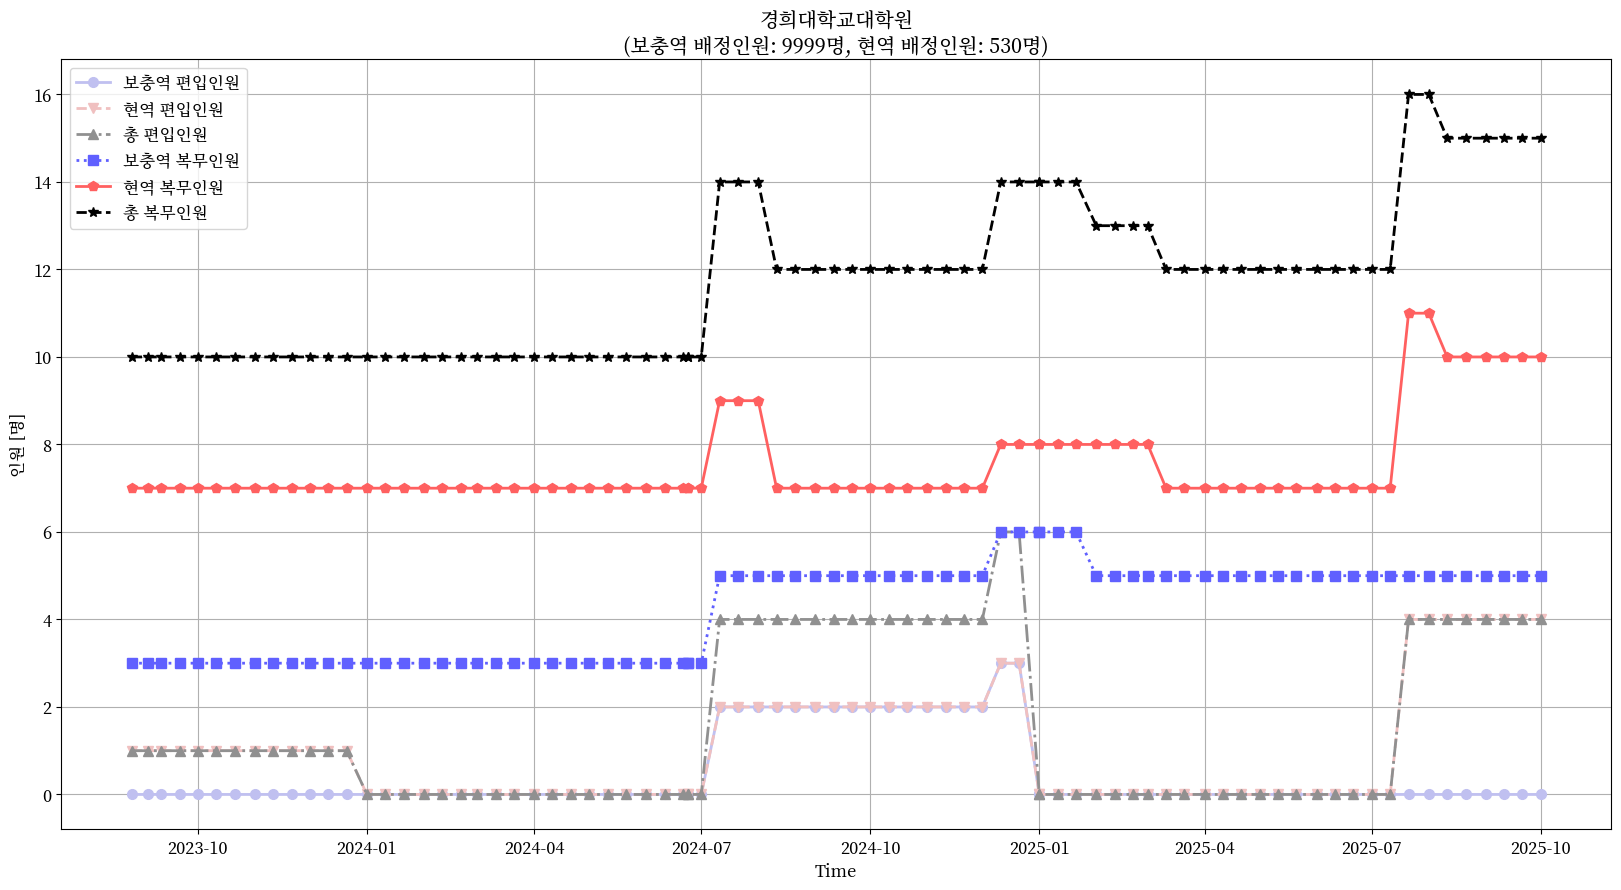 경희대학교대학원
(보충역 배정인원: 9999명, 현역 배정인원: 530명)
보충역 편입인원
현역 편입인원
총 편입인원
보충역 복무인원
현역 복무인원
총 복무인원
인원 [명]
16
14
12
10
8
6
4
2
0
2023-10
2024-01
2024-04
2024-07
2024-10
2025-01
2025-04
2025-07
2025-10
Time